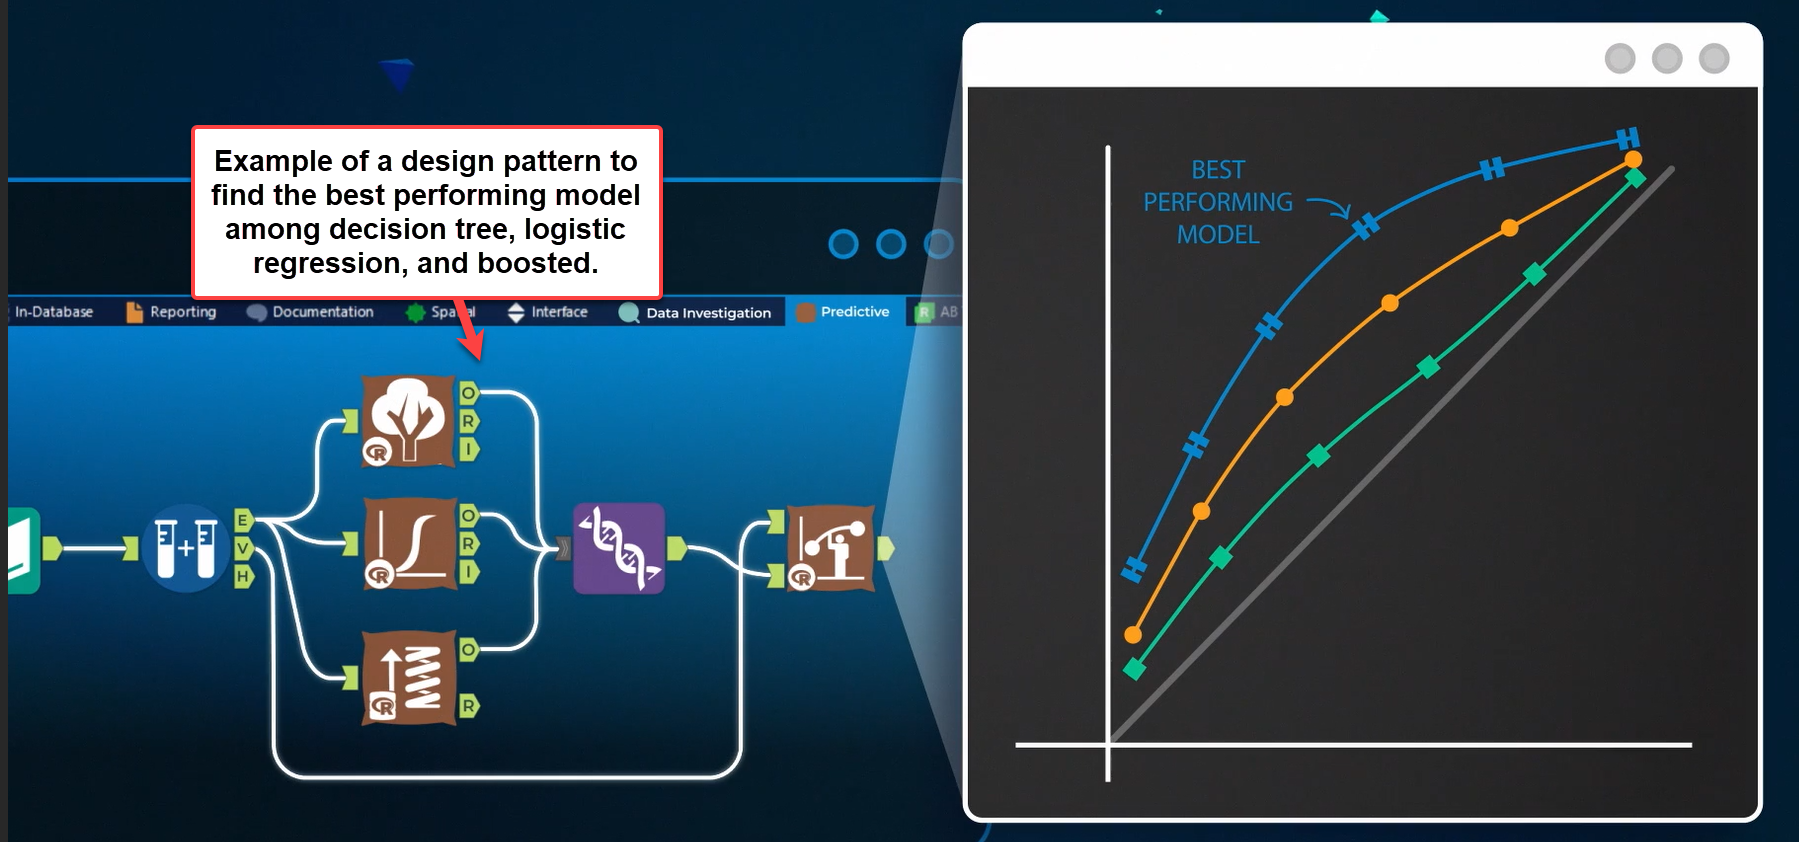 Example of a design pattern to
find the best performing model
among decision tree, logistic
regression, and boosted.
In-Database Reporting Documentation Interface Data Investigation Predictive R AB
BEST
PERFORMING
MODEL
O
R
I
R
O
R
I
R
E
V
H
O
R
R
R